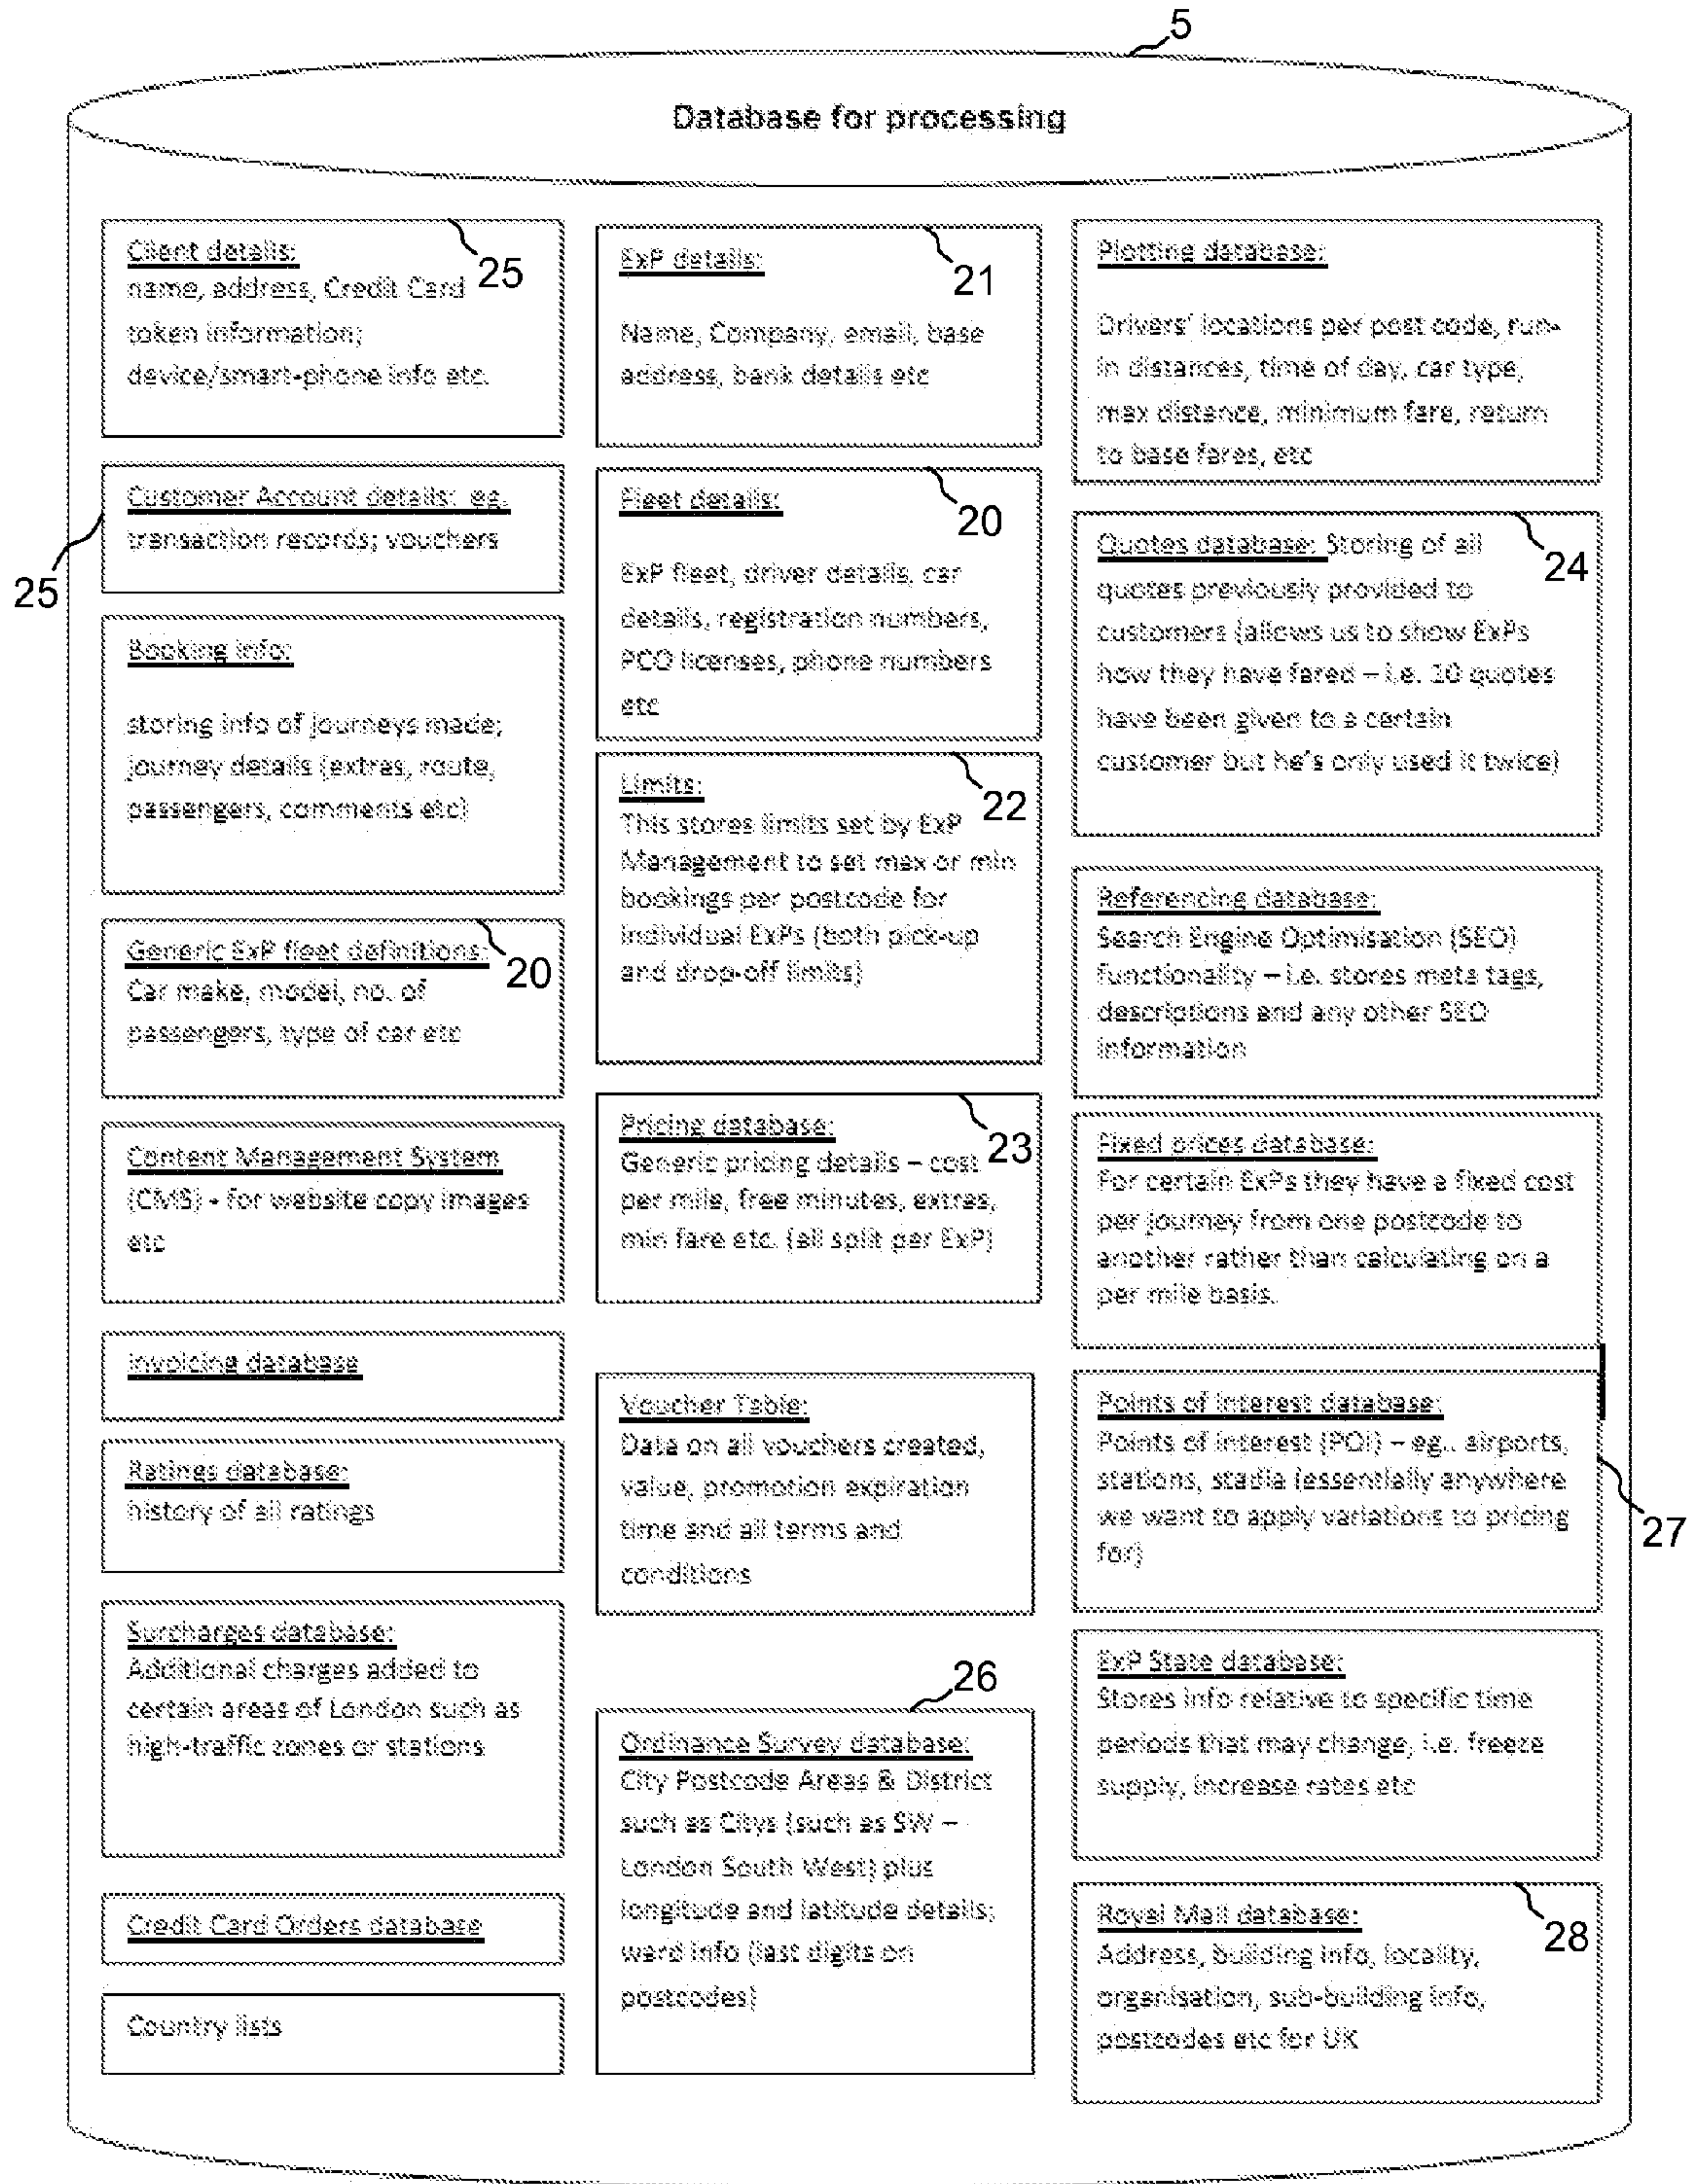 5
Database for processing
Client details:
name, address, Credit Card
token information;
device/smart-phone info etc.
25
Customer Account details: eg.
transaction records; vouchers
25
Booking info:
storing info of journeys made;
journey details (extras, route,
passengers, comments etc)
Generic ExP fleet definitions:
Car make, model, no. of
passengers, type of car etc
20
Content Management System
(CMS) - for website copy images
etc
Invoicing database
Ratings database:
history of all ratings
Surcharges database:
Additional charges added to
certain areas of London such as
high-traffic zones or stations
Credit Card Orders database
Country lists
ExP details:
21
Name, Company, email, base
address, bank details etc
Fleet details:
20
ExP fleet, driver details, car
details, registration numbers,
PCO licenses, phone numbers
etc
Limits:
22
This stores limits set by ExP
Management to set max or min
bookings per postcode for
individual ExPs (both pick-up
and drop-off limits)
Pricing database:
23
Generic pricing details – cost
per mile, free minutes, extras,
min fare etc. (all split per ExP)
Voucher Table:
Data on all vouchers created,
value, promotion expiration
time and all terms and
conditions
26
Ordinance Survey database:
City Postcode Areas & District
such as Citys (such as SW –
London South West) plus
longitude and latitude details;
ward info (last digits on
postcodes)
Plotting database:
Drivers' locations per post code, run-
in distances, time of day, car type,
max distance, minimum fare, return
to base fares, etc
Quotes database: Storing of all
24
quotes previously provided to
customers (allows us to show ExPs
how they have fared – i.e. 10 quotes
have been given to a certain
customer but he's only used it twice)
Referencing database:
Search Engine Optimisation (SEO)
functionality – i.e. stores meta tags,
descriptions and any other SEO
information
Fixed prices database:
For certain ExPs they have a fixed cost
per journey from one postcode to
another rather than calculating on a
per mile basis.
Points of Interest database:
Points of Interest (POI) – eg.. airports,
stations, stadia (essentially anywhere
we want to apply variations to pricing
for)
27
ExP State database:
Stores info relative to specific time
periods that may change, i.e. freeze
supply, increase rates etc
Royal Mail database:
28
Address, building info, locality,
organisation, sub-building info,
postcodes etc for UK